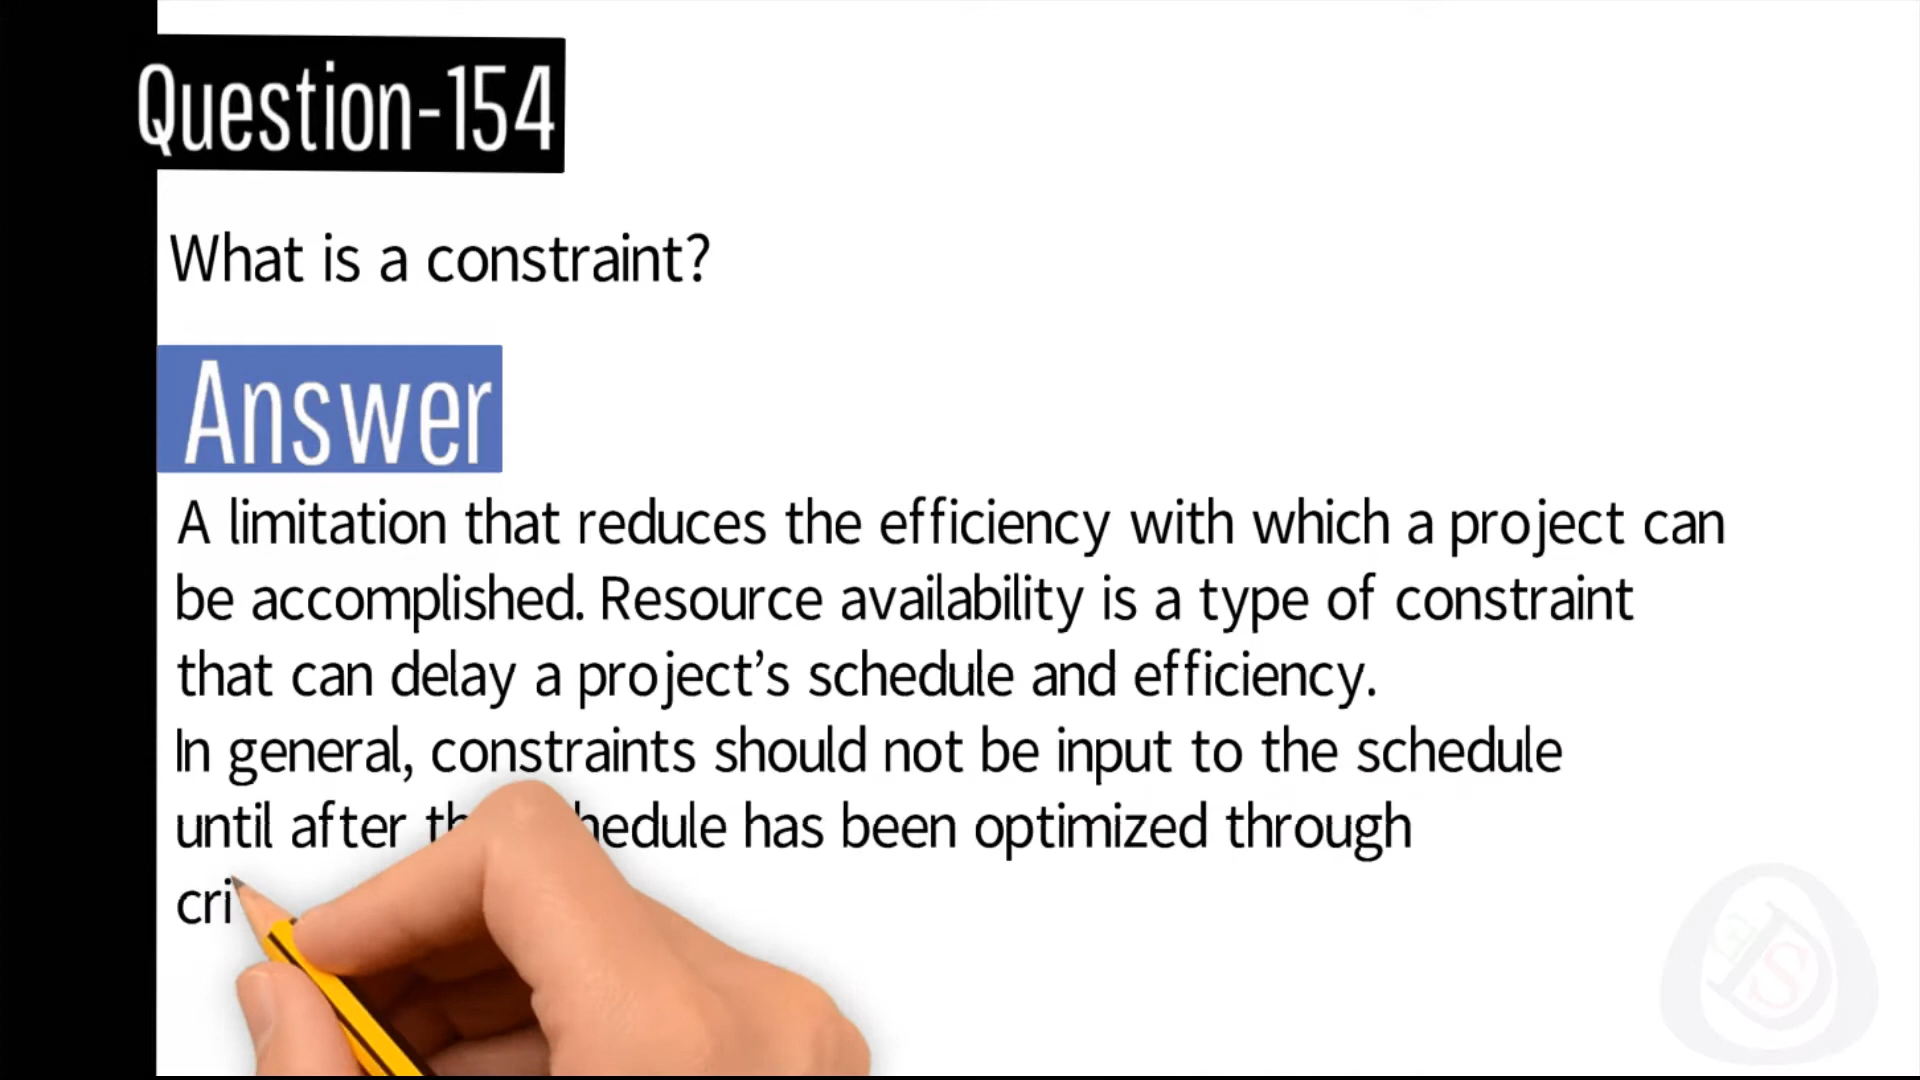 Question-154
What is a constraint?
Answer
A limitation that reduces the efficiency with which a project can
be accomplished. Resource availability is a type of constraint
that can delay a project’s schedule and efficiency.
In general, constraints should not be input to the schedule
until after has been optimized through
cri